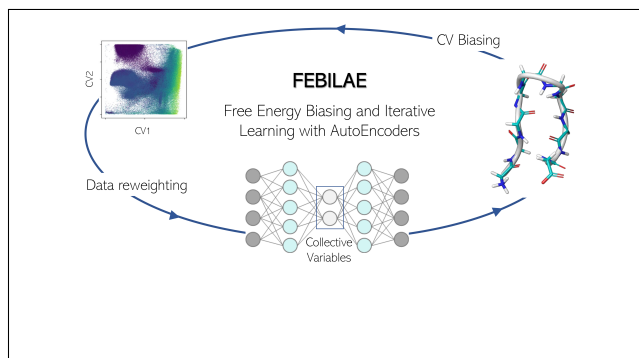 CV Biasing
CV2
CV1
FEBILAE
Free Energy Biasing and Iterative
Learning with AutoEncoders
Data reweighting
Collective
Variables